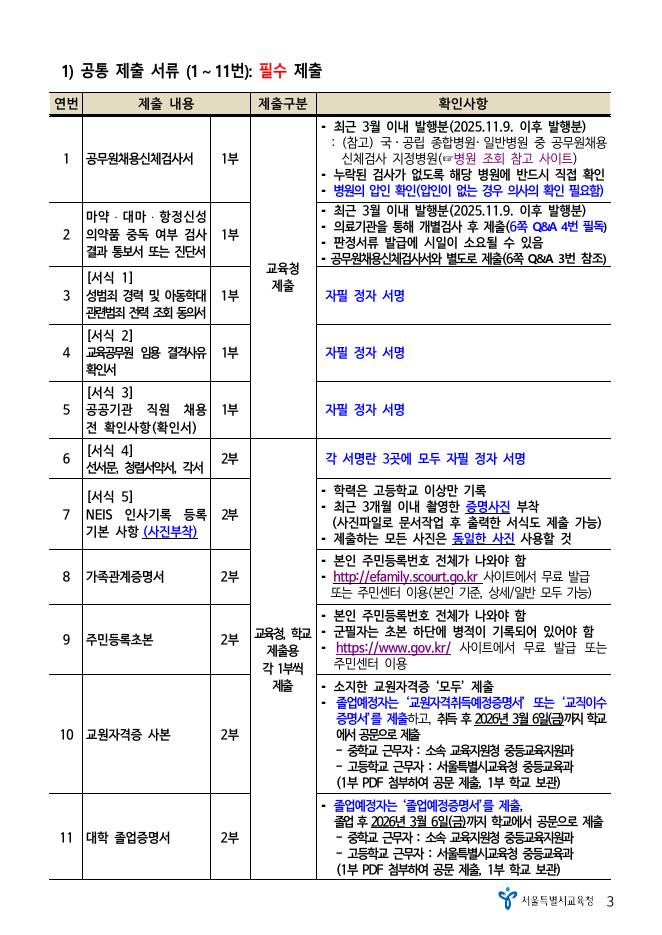 1) 공통 제출 서류 (1 ~ 11번): 필수 제출
연번 제출 내용 제출구분 확인사항
1 공무원채용신체검사서 1부
- 최근 3월 이내 발행분(2025.11.9. 이후 발행분)
: (참고) 국·공립 종합병원·일반병원 중 공무원채용
신체검사 지정병원(☞병원 조회 참고 사이트)
- 누락된 검사가 없도록 해당 병원에 반드시 직접 확인
- 병원의 압인 확인(압인이 없는 경우 의사의 확인 필요함)
2 마약·대마·항정신성
의약품 중독 여부 검사
결과 통보서 또는 진단서
1부
- 최근 3월 이내 발행분(2025.11.9. 이후 발행분)
- 의료기관을 통해 개별검사 후 제출(6쪽 Q&A 4번 필독)
- 판정서류 발급에 시일이 소요될 수 있음
- 공무원채용신체검사서와 별도로 제출(6쪽 Q&A 3번 참조)
교육청
제출
3 [서식 1]
성범죄 경력 및 아동학대
관련범죄 전력 조회 동의서
1부
자필 정자 서명
4 [서식 2]
교육공무원 임용 결격사유
확인서
1부
자필 정자 서명
5 [서식 3]
공공기관 직원 채용
전 확인사항(확인서)
1부
자필 정자 서명
6 [서식 4]
선서문, 청렴서약서, 각서
2부
각 서명란 3곳에 모두 자필 정자 서명
7 [서식 5]
NEIS 인사기록 등록
기본 사항 (사진부착)
2부
- 학력은 고등학교 이상만 기록
- 최근 3개월 이내 촬영한 증명사진 부착
(사진파일로 문서작업 후 출력한 서식도 제출 가능)
- 제출하는 모든 사진은 동일한 사진 사용할 것
8 가족관계증명서 2부
- 본인 주민등록번호 전체가 나와야 함
- http://efamily.scourt.go.kr 사이트에서 무료 발급
또는 주민센터 이용(본인 기준, 상세/일반 모두 가능)
9 주민등록초본 2부
- 본인 주민등록번호 전체가 나와야 함
- 군필자는 초본 하단에 병적이 기록되어 있어야 함
- https://www.gov.kr/ 사이트에서 무료 발급 또는
주민센터 이용
교육청, 학교
제출용
각 1부씩
제출
10 교원자격증 사본 2부
- 소지한 교원자격증 '모두' 제출
- 졸업예정자는 '교원자격취득예정증명서' 또는 '교직이수
증명서'를 제출하고, 취득 후 2026년 3월 6일(금)까지 학교
에서 공문으로 제출
- 중학교 근무자 : 소속 교육지원청 중등교육지원과
- 고등학교 근무자 : 서울특별시교육청 중등교육과
(1부 PDF 첨부하여 공문 제출, 1부 학교 보관)
11 대학 졸업증명서 2부
- 졸업예정자는 '졸업예정증명서'를 제출,
졸업 후 2026년 3월 6일(금)까지 학교에서 공문으로 제출
- 중학교 근무자 : 소속 교육지원청 중등교육지원과
- 고등학교 근무자 : 서울특별시교육청 중등교육과
(1부 PDF 첨부하여 공문 제출, 1부 학교 보관)
서울특별시교육청 3